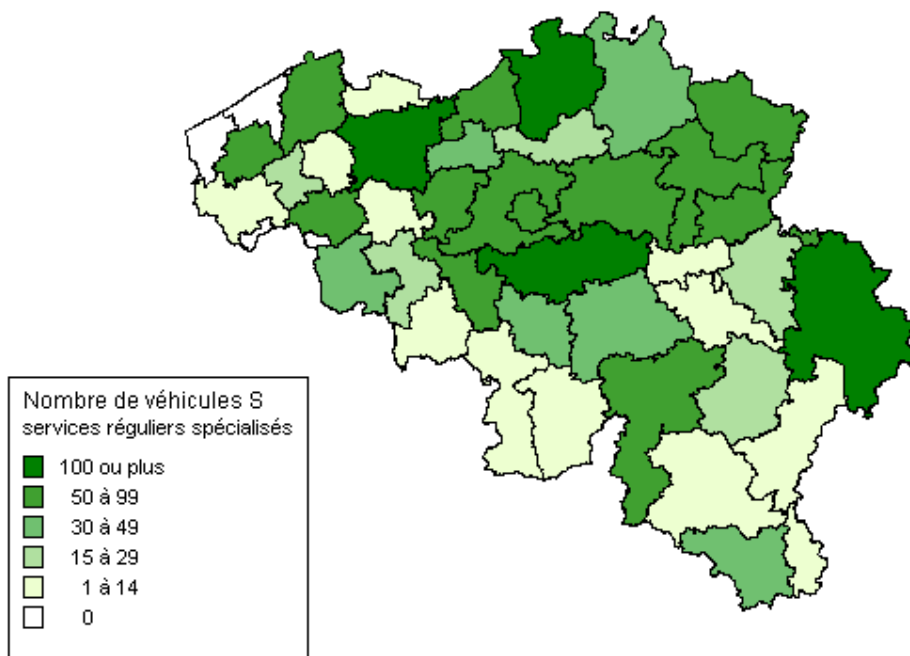 Nombre de véhicules S
services réguliers spécialisés
100 ou plus
50 à 99
30 à 49
15 à 29
1 à 14
0